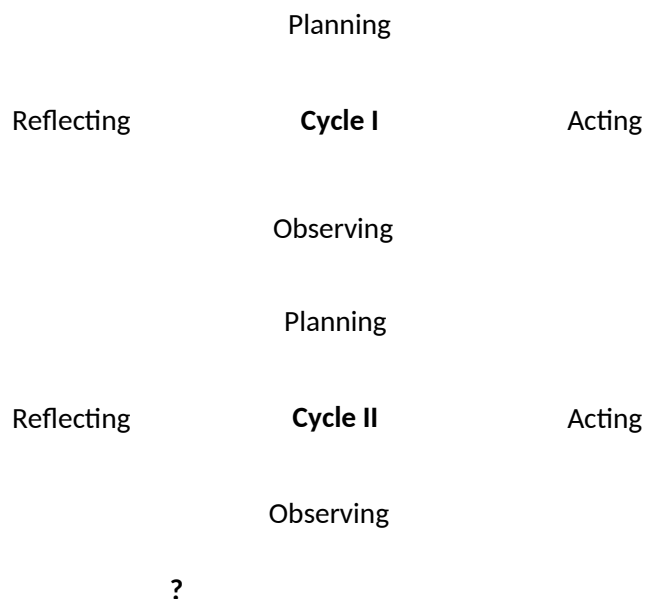 Planning
Reflecting Cycle I Acting
Observing
Planning
Reflecting Cycle II Acting
Observing
?